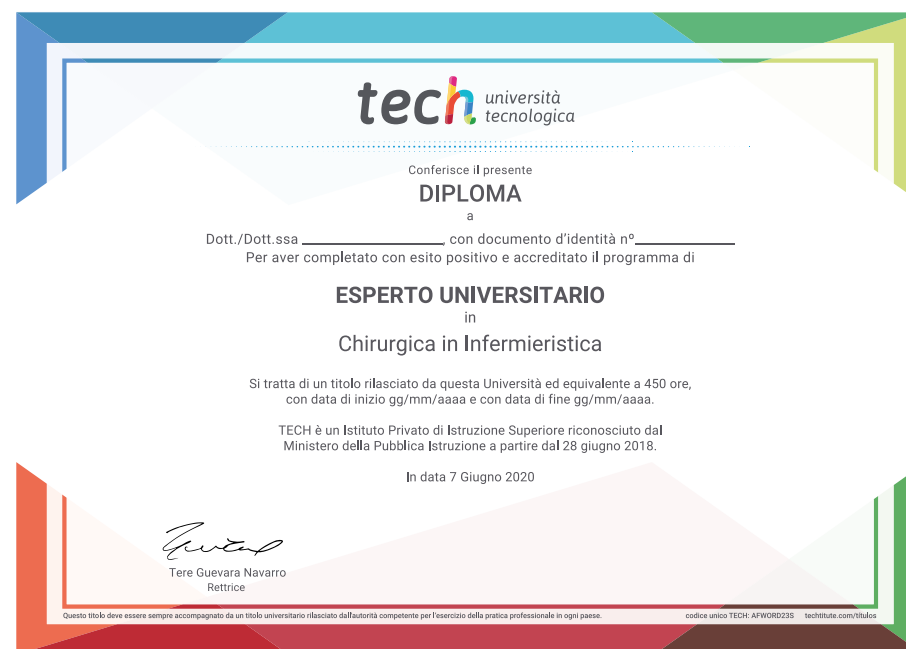 tech università
tecnologica
Conferisce il presente
DIPLOMA
a
Dott./Dott.ssa ____________________, con documento d'identità nº______________
Per aver completato con esito positivo e accreditato il programma di
ESPERTO UNIVERSITARIO
in
Chirurgica in Infermieristica
Si tratta di un titolo rilasciato da questa Università ed equivalente a 450 ore,
con data di inizio gg/mm/aaaa e con data di fine gg/mm/aaaa.
TECH è un Istituto Privato di Istruzione Superiore riconosciuto dal
Ministero della Pubblica Istruzione a partire dal 28 giugno 2018.
In data 7 Giugno 2020
Tere Guevara Navarro
Rettrice
Questo titolo deve essere sempre accompagnato da un titolo universitario rilasciato dall'autorità competente per l'esercizio della pratica professionale in ogni paese. codice unico TECH: AFWORD23S techtitute.com/titulos